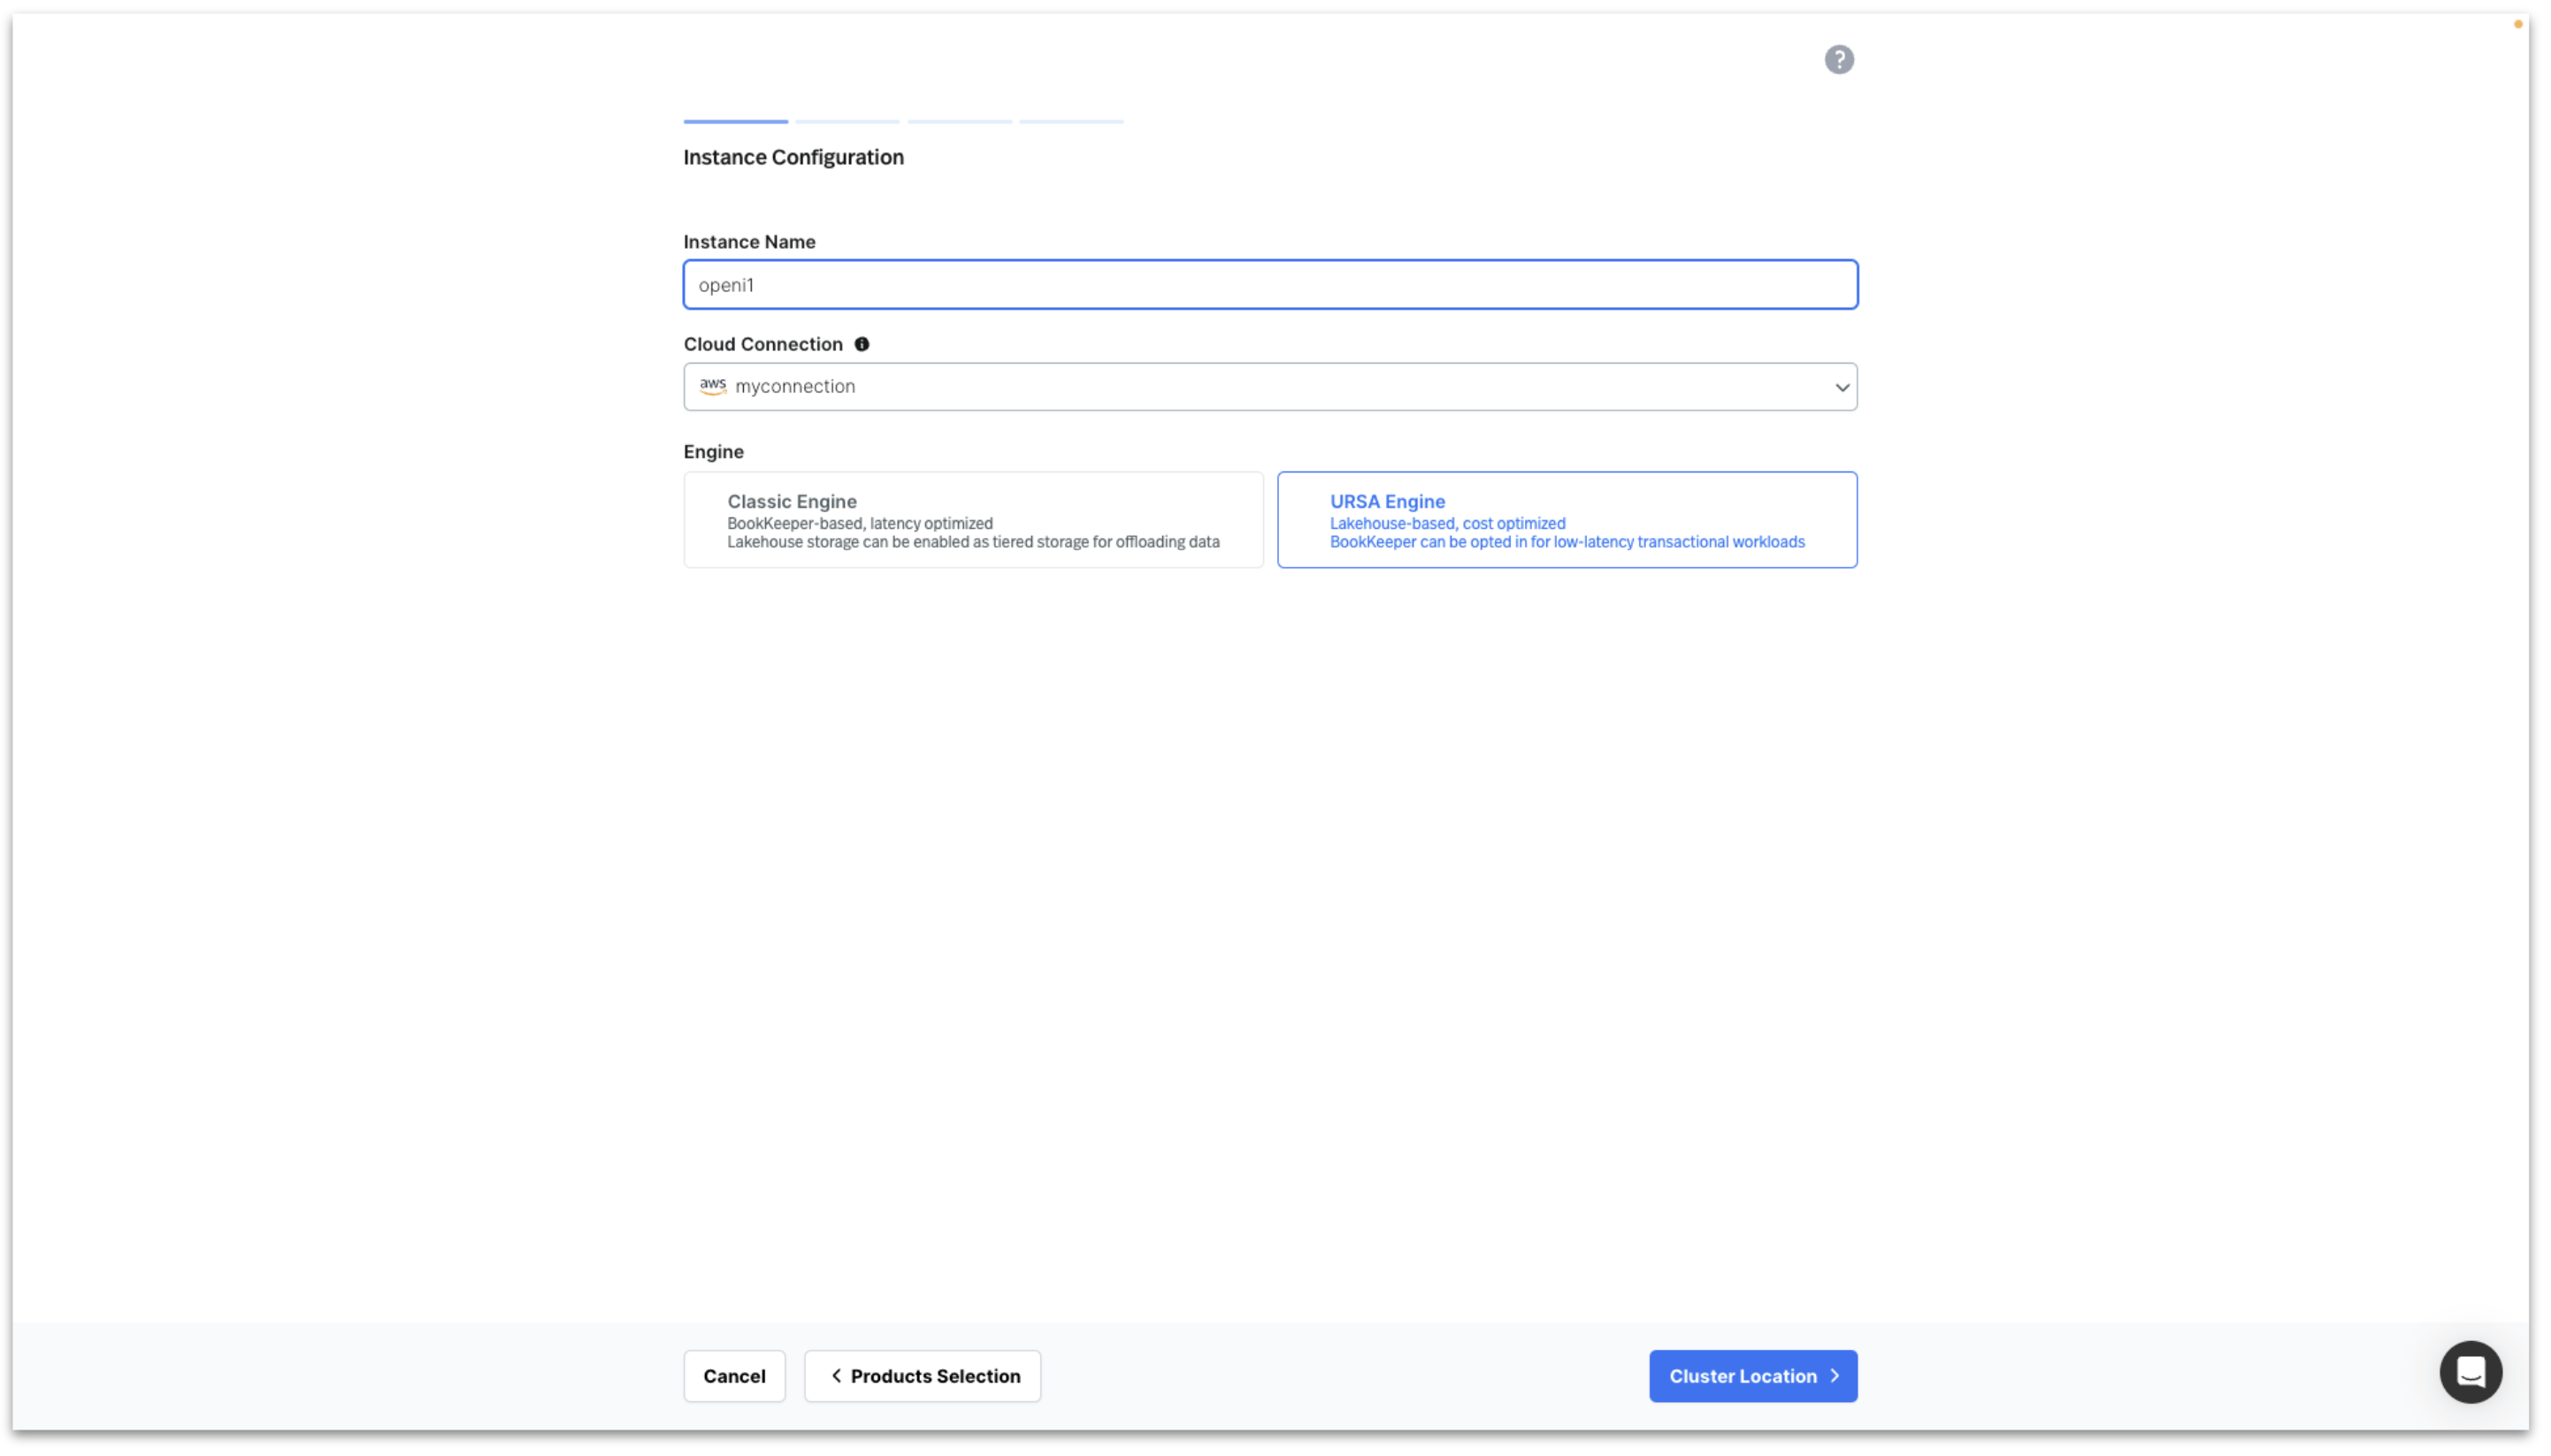 ?
Instance Configuration
Instance Name
openi1
Cloud Connection
aws myconnection
Engine
Classic Engine
BookKeeper-based, latency optimized
Lakehouse storage can be enabled as tiered storage for offloading data
URSA Engine
Lakehouse-based, cost optimized
BookKeeper can be opted in for low-latency transactional workloads
Cancel
Products Selection
Cluster Location